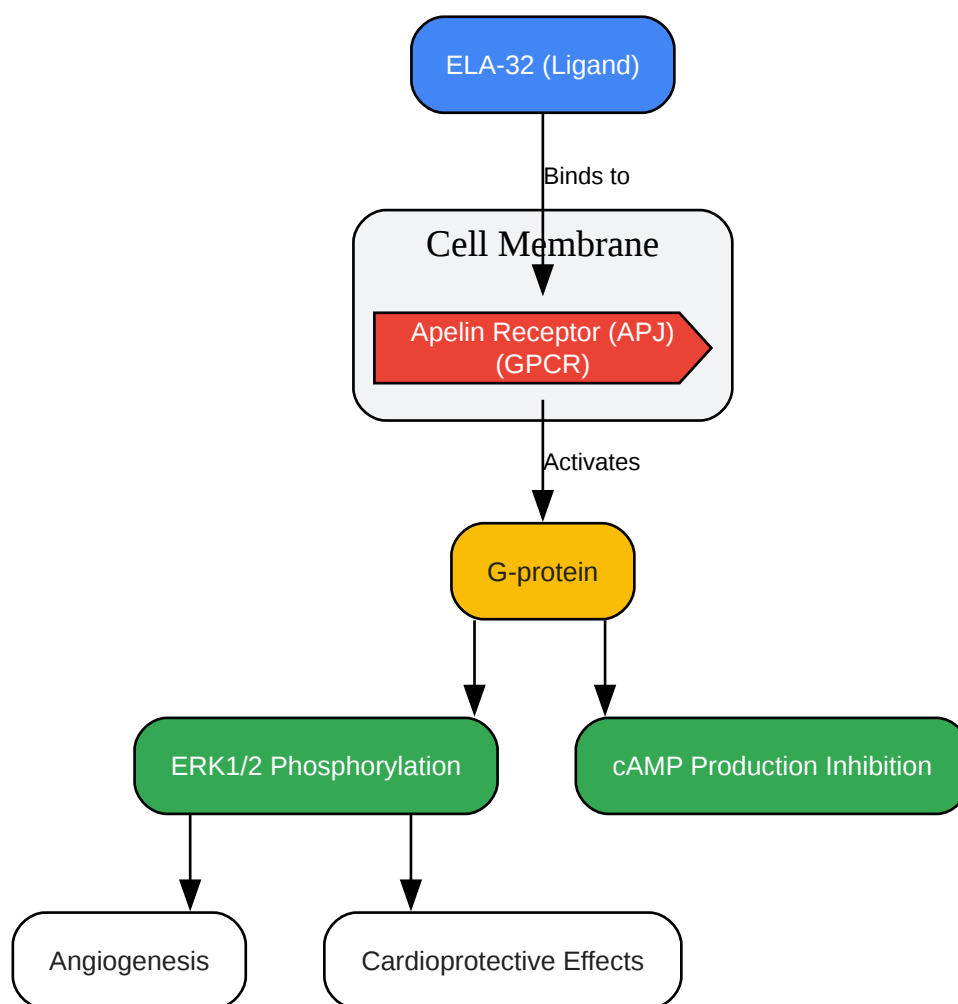 ELA-32 (Ligand)
Binds to
Cell Membrane
Apelin Receptor (APJ)
(GPCR)
Activates
G-protein
ERK1/2 Phosphorylation
cAMP Production Inhibition
Angiogenesis
Cardioprotective Effects